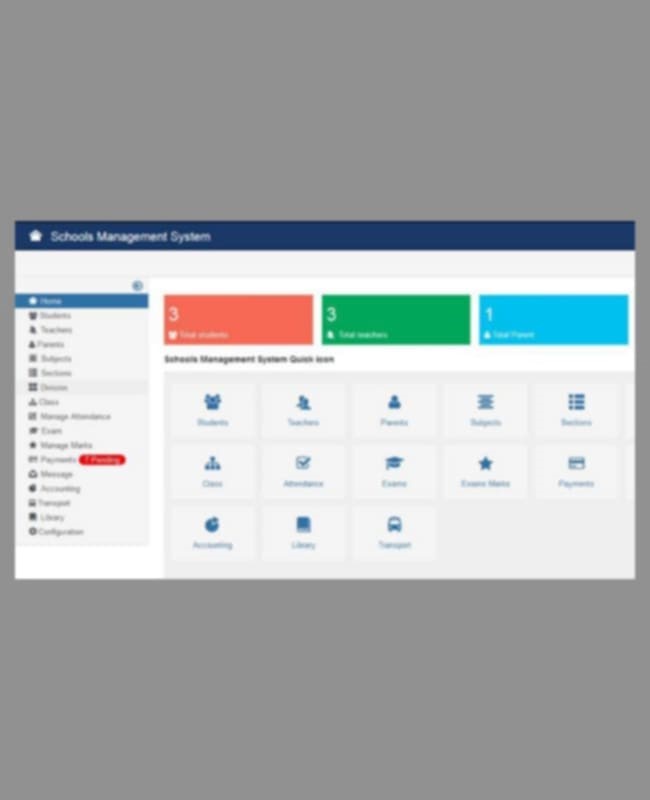 Schools Management System
Home
Students
Teachers
Parents
Subjects
Sections
Division
Class
Manage Attendance
Exam
Manage Marks
Payments Pending
Message
Accounting
Transport
Library
Configuration
3
Total students
3
Total teachers
1
Total Parent
Schools Management System Quick icon
Students Teachers Parents Subjects Sections
Class Attendance Exams Exams Marks Payments
Accounting Library Transport